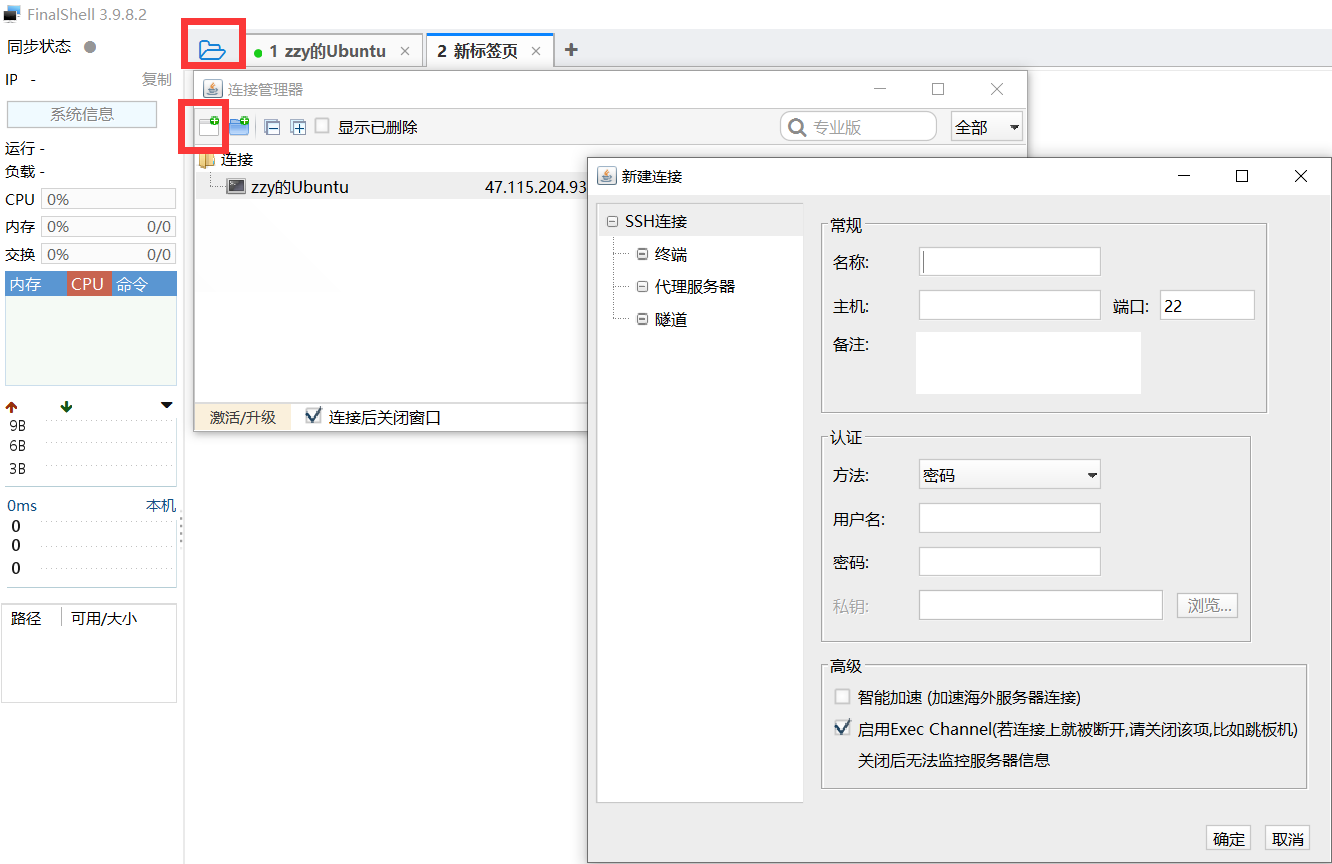 FinalShell 3.9.8.2
同步状态
IP - 复制
系统信息
运行 -
负载 -
CPU 0%
内存 0% 0/0
交换 0% 0/0
内存 CPU 命令
9B
6B
3B
0ms 本机
0
0
0
路径 可用/大小
1 zzy的Ubuntu ×
2 新标签页 × +
连接管理器
显示已删除 专业版 全部
连接
zzy的Ubuntu 47.115.204.93
激活/升级 连接后关闭窗口
新建连接
SSH连接
终端
代理服务器
隧道
常规
名称:
主机: 端口: 22
备注:
认证
方法: 密码
用户名:
密码:
私钥: 浏览...
高级
智能加速 (加速海外服务器连接)
启用Exec Channel(若连接上就被断开,请关闭该项,比如跳板机)
关闭后无法监控服务器信息
确定 取消